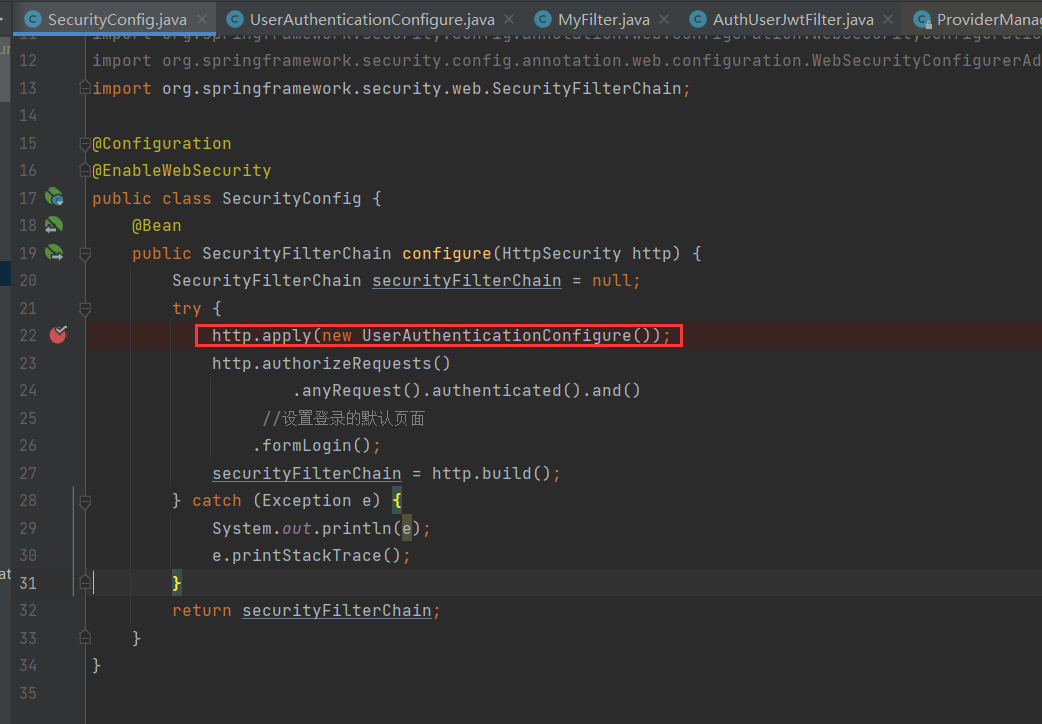 SecurityConfig.java × UserAuthenticationConfigure.java × MyFilter.java × AuthUserJwtFilter.java × ProviderManag
12 import org.springframework.security.config.annotation.web.configuration.WebSecurityConfigurerAd
13 import org.springframework.security.web.SecurityFilterChain;
14
15 @Configuration
16 @EnableWebSecurity
17 public class SecurityConfig {
18 @Bean
19 public SecurityFilterChain configure(HttpSecurity http) {
20 SecurityFilterChain securityFilterChain = null;
21 try {
22 http.apply(new UserAuthenticationConfigure());
23 http.authorizeRequests()
24 .anyRequest().authenticated().and()
25 //设置登录的默认页面
26 .formLogin();
27 securityFilterChain = http.build();
28 } catch (Exception e) {
29 System.out.println(e);
30 e.printStackTrace();
31 }
32 return securityFilterChain;
33 }
34 }
35